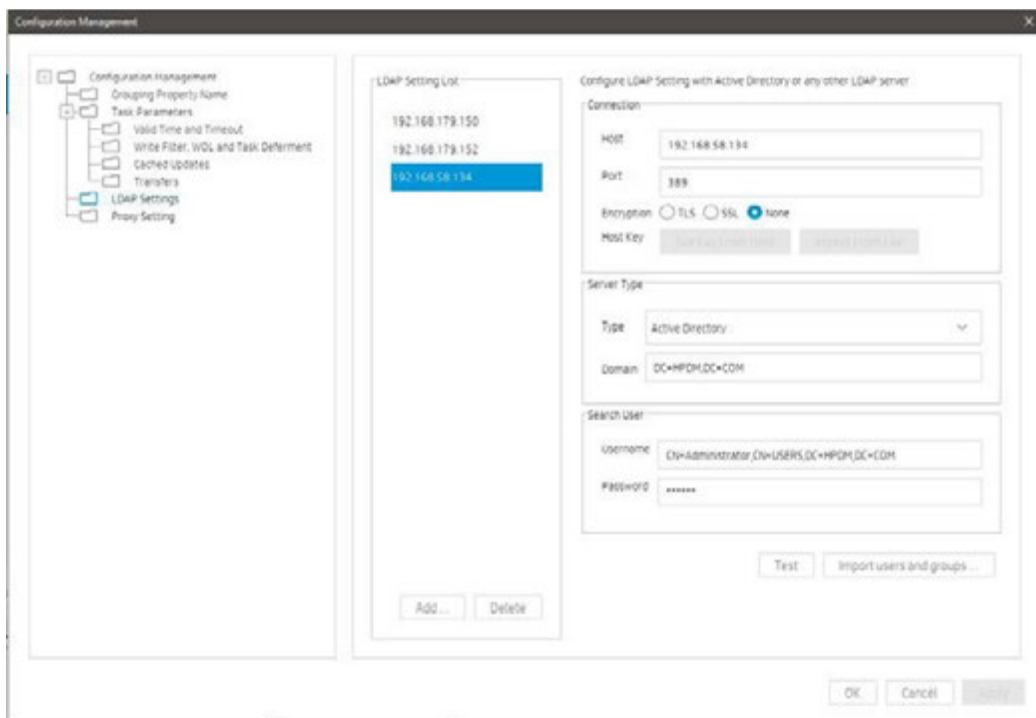 Configuration Management
Configuration Management
Grouping Property Name
Task Parameters
Valid Time and Timeout
Write Filter, WOL and Task Deferment
Cached Updates
Transfers
LDAP Settings
Proxy Setting
LDAP Setting List
192.168.179.150
192.168.179.152
192.168.58.134
Add...
Delete
Configure LDAP Setting with Active Directory or any other LDAP server
Connection
Host 192.168.58.134
Port 389
Encryption TLS SSL None
Host Key
Server Type
Type Active Directory
Domain DC=HPDM,DC=COM
Search User
Username CN=Administrator,CN=USERS,DC=HPDM,DC=COM
Password ••••••
Test Import users and groups ...
OK Cancel Apply